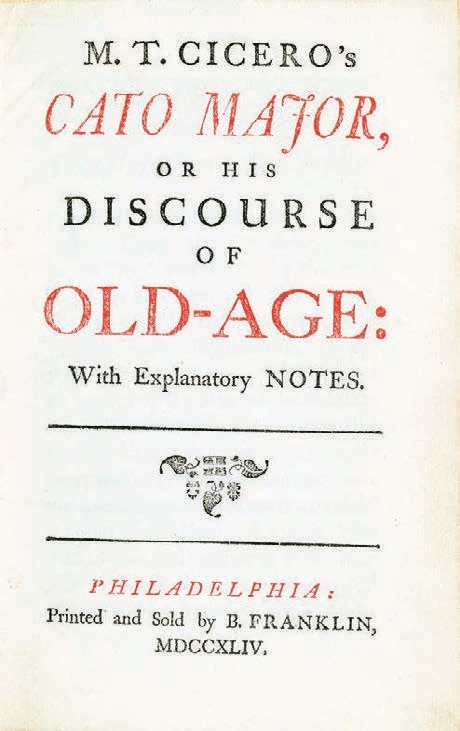 M. T. CICERO's
CATO MAJOR,
OR HIS
DISCOURSE
OF
OLD-AGE:
With Explanatory NOTES.
PHILADELPHIA:
Printed and Sold by B. FRANKLIN,
MDCCXLIV.